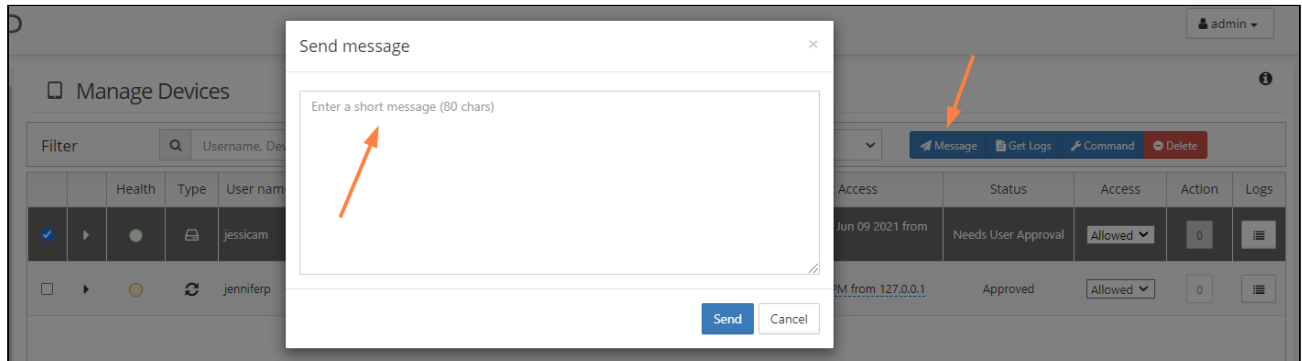 admin
Send message
×
Manage Devices
Enter a short message (80 chars)
Filter
Username, Dev
Message Get Logs Command Delete
Health Type User nam Access Status Access Action Logs
jessicam Jun 09 2021 from Needs User Approval Allowed 0
jenniferp PM from 127.0.0.1 Approved Allowed 0
Send Cancel